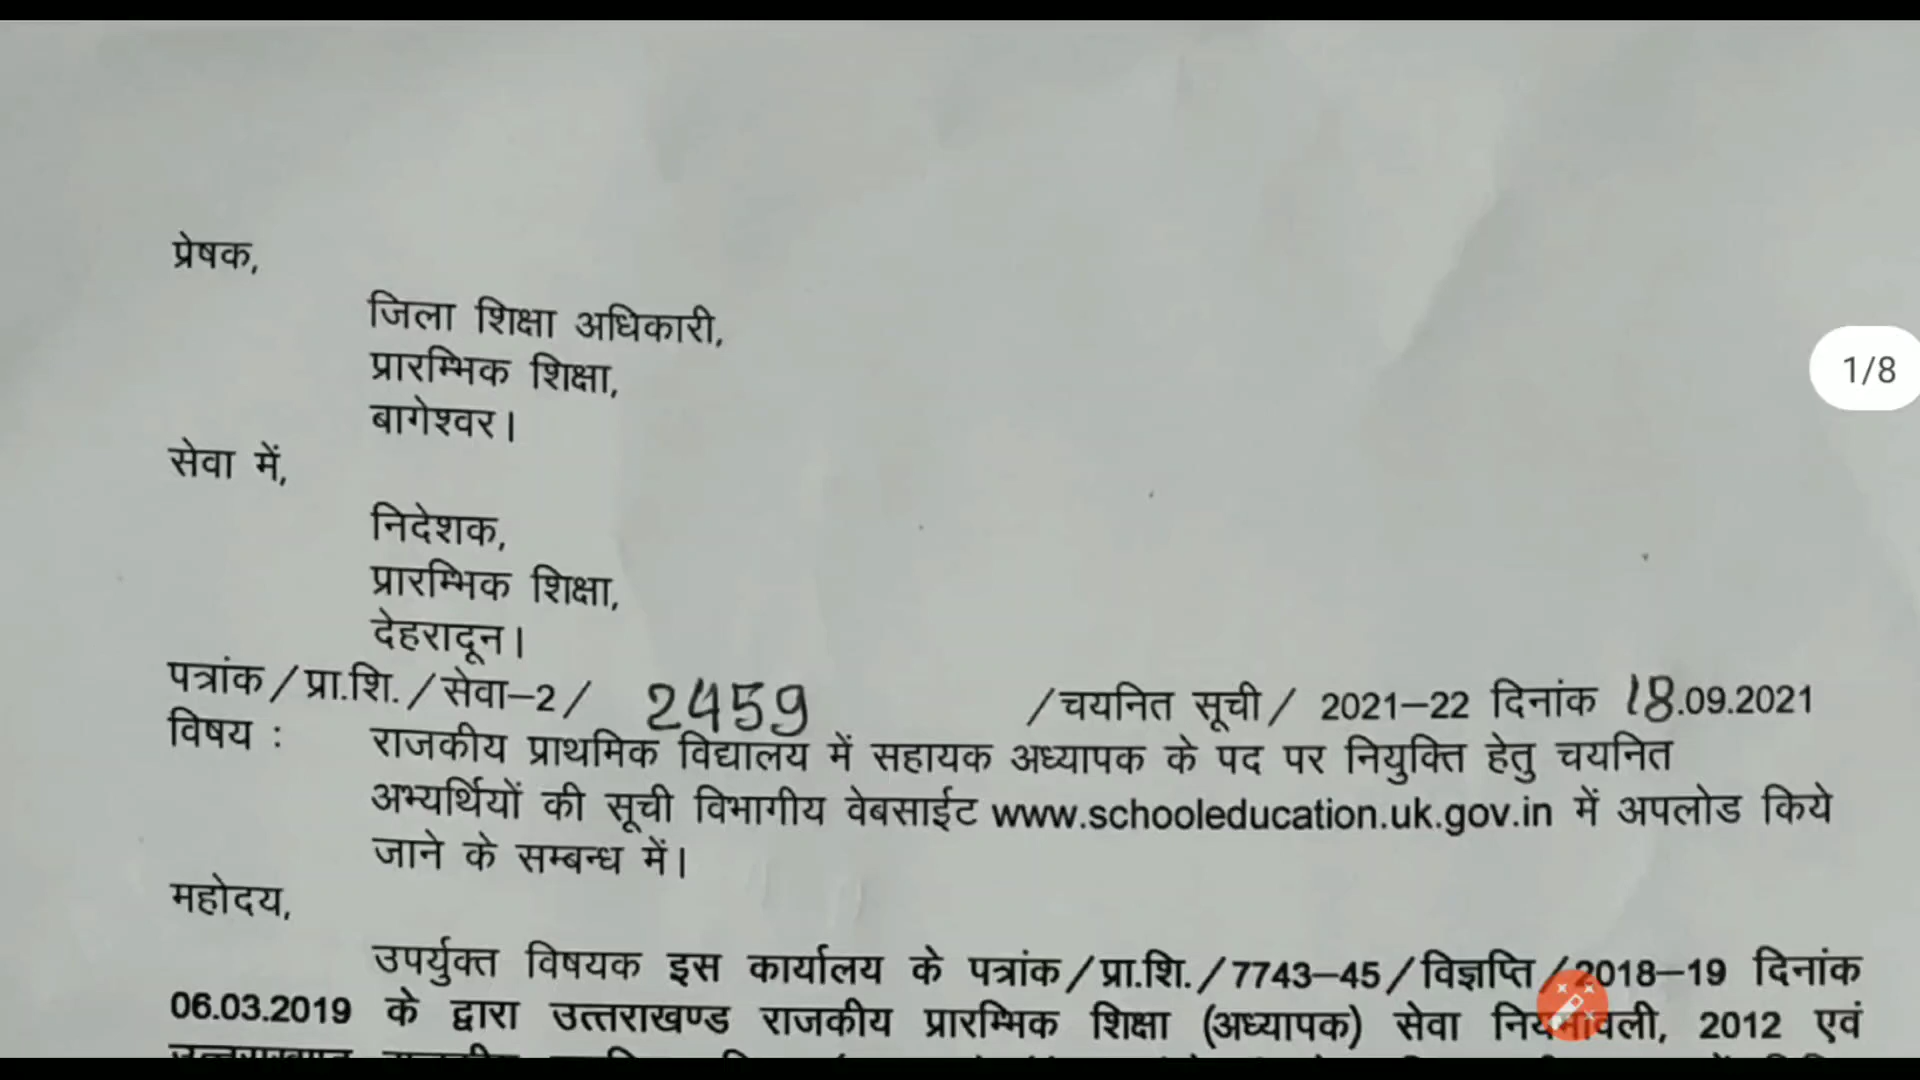 प्रेषक,
जिला शिक्षा अधिकारी,
प्रारम्भिक शिक्षा,
बागेश्वर।
सेवा में,
निदेशक,
प्रारम्भिक शिक्षा,
देहरादून।
पत्रांक/प्रा.शि./सेवा-2/ 2459 /चयनित सूची/ 2021-22 दिनांक 18.09.2021
विषय : राजकीय प्राथमिक विद्यालय में सहायक अध्यापक के पद पर नियुक्ति हेतु चयनित
अभ्यर्थियों की सूची विभागीय वेबसाईट www.schooleducation.uk.gov.in में अपलोड किये
जाने के सम्बन्ध में।
महोदय,
उपर्युक्त विषयक इस कार्यालय के पत्रांक/प्रा.शि./7743-45/विज्ञप्ति/2018-19 दिनांक
06.03.2019 के द्वारा उत्तराखण्ड राजकीय प्रारम्भिक शिक्षा (अध्यापक) सेवा नियमावली, 2012 एवं
1/8